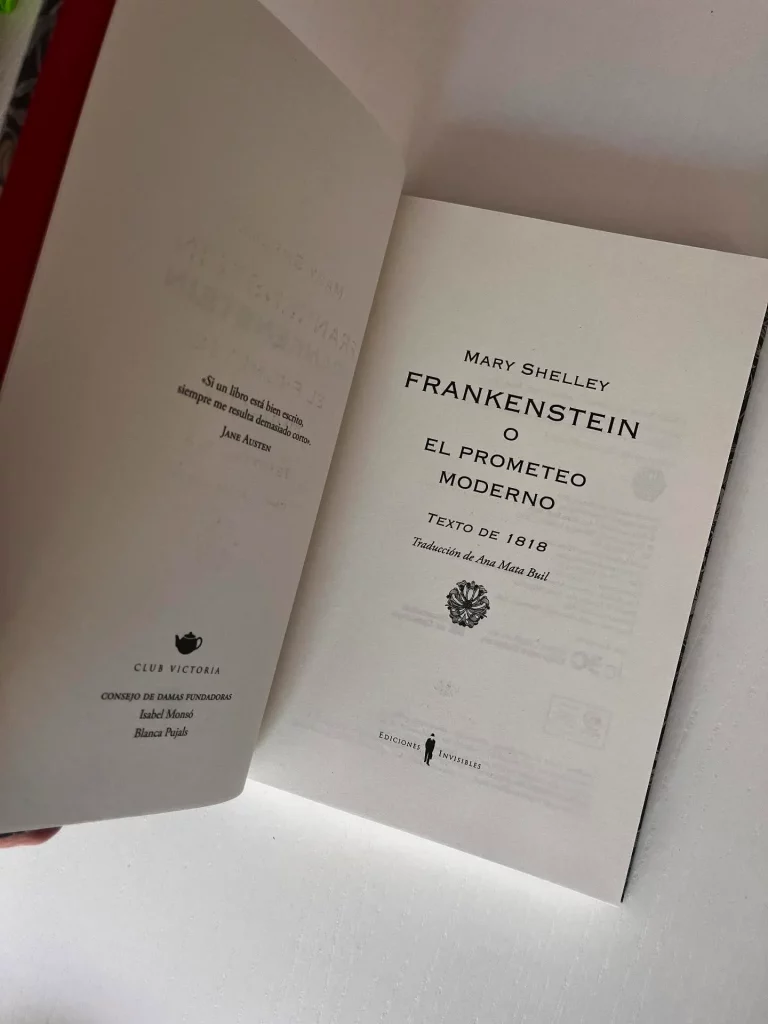 «Si un libro está bien escrito,
siempre me resulta demasiado corto».
JANE AUSTEN
CLUB VICTORIA
CONSEJO DE DAMAS FUNDADORAS
Isabel Monsó
Blanca Pujals
MARY SHELLEY
FRANKENSTEIN
O
EL PROMETEO
MODERNO
TEXTO DE 1818
Traducción de Ana Mata Buil
EDICIONES INVISIBLES